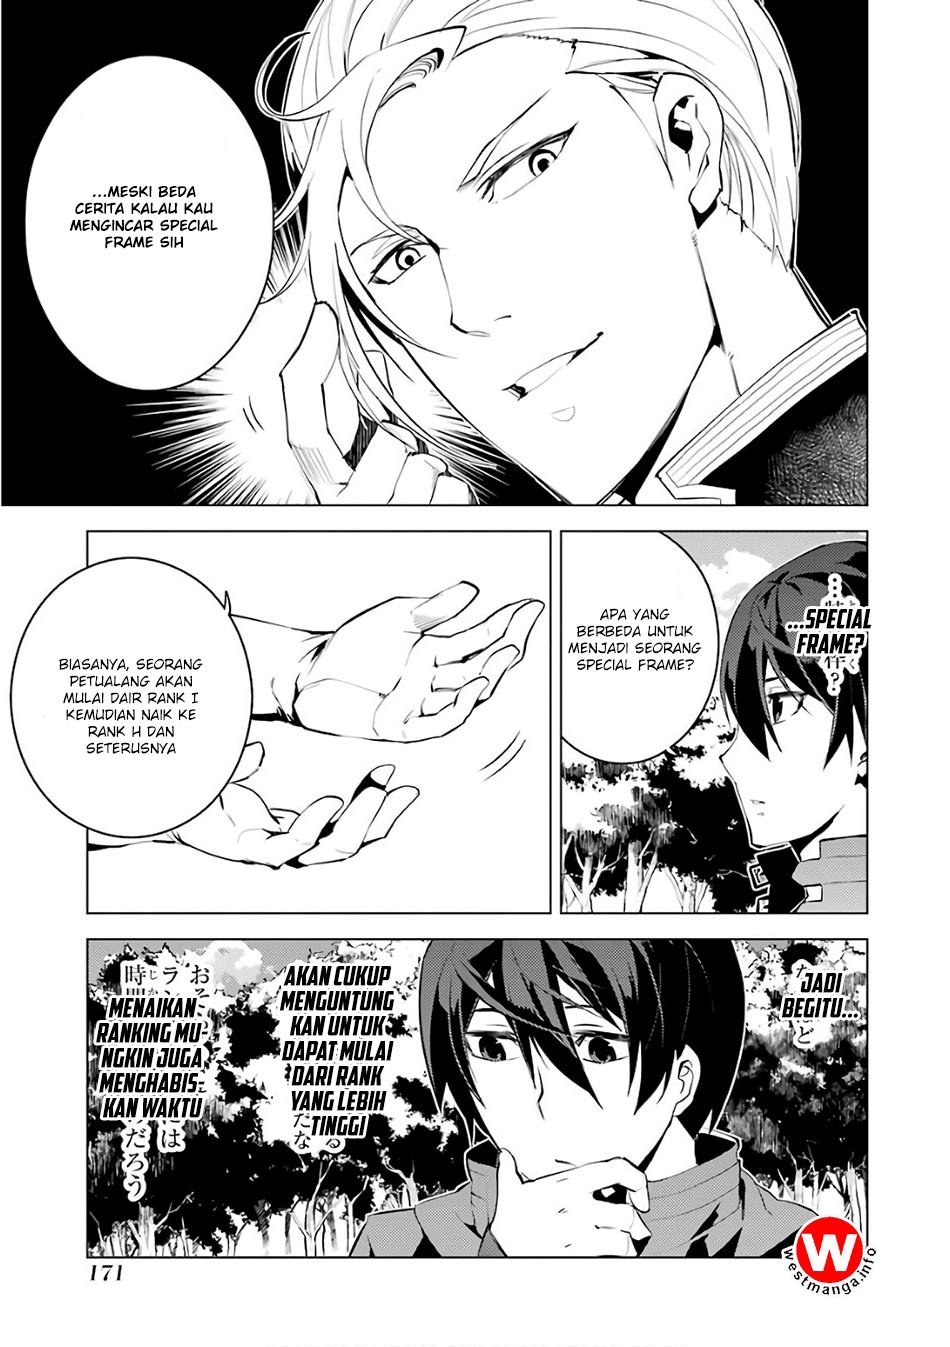 ...MESKI BEDA
CERITA KALAU KAU
MENGINCAR SPECIAL
FRAME SIH
...SPECIAL
FRAME?
APA YANG
BERBEDA UNTUK
MENJADI SEORANG
SPECIAL FRAME?
BIASANYA, SEORANG
PETUALANG AKAN
MULAI DAIR RANK I
KEMUDIAN NAIK KE
RANK H DAN
SETERUSNYA
JADI
BEGITU...
AKAN CUKUP
MENGUNTUNG
KAN UNTUK
DAPAT MULAI
DARI RANK
YANG LEBIH
TINGGI
MENAIKAN
RANKING MU
NGKIN JUGA
MENGHABIS-
KAN WAKTU
171
W
westmanga.info